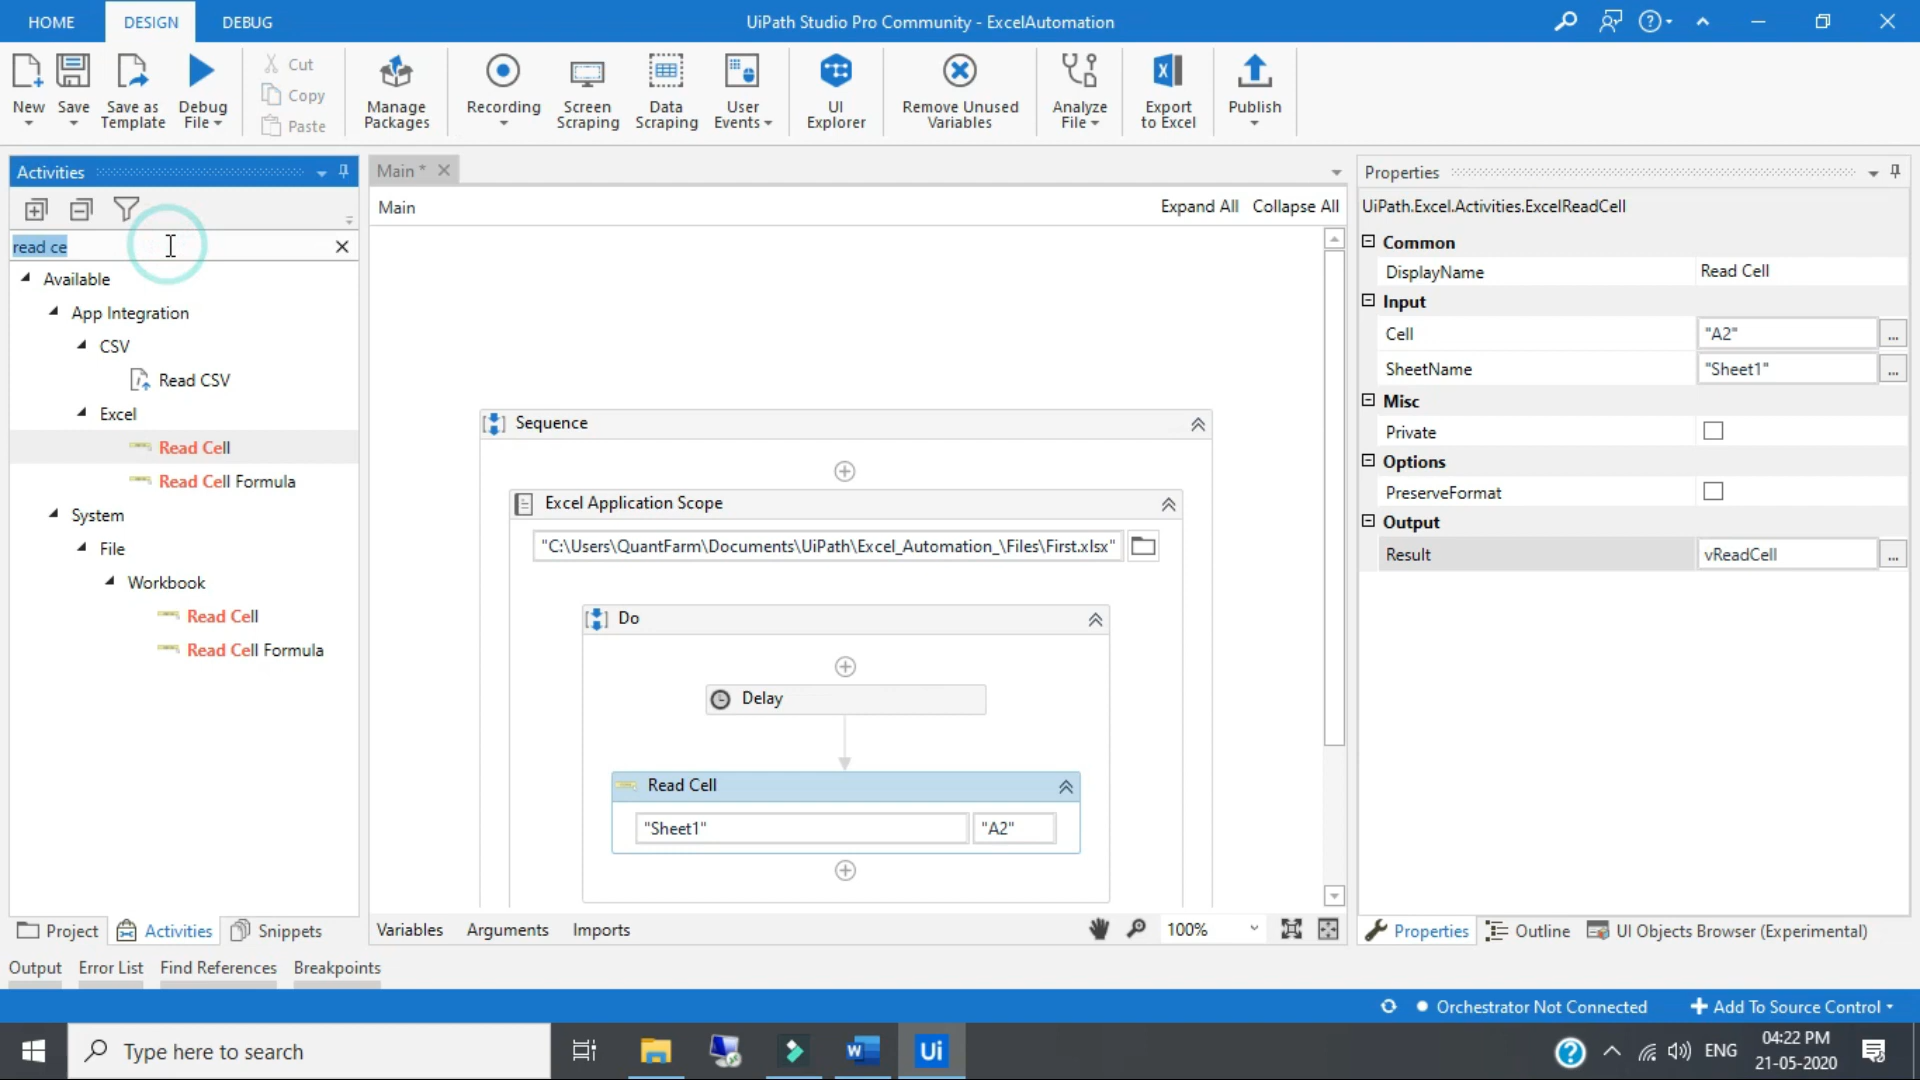 HOME DESIGN DEBUG
UiPath Studio Pro Community - ExcelAutomation
New
Save
Save as Template
Debug File
Cut
Copy
Paste
Manage Packages
Recording
Screen Scraping
Data Scraping
User Events
UI Explorer
Remove Unused Variables
Analyze File
Export to Excel
Publish
Activities
read ce
Available
App Integration
CSV
Read CSV
Excel
Read Cell
Read Cell Formula
System
File
Workbook
Read Cell
Read Cell Formula
Project Activities Snippets
Main *
Main
Expand All Collapse All
Sequence
Excel Application Scope
"C:\Users\QuantFarm\Documents\UiPath\Excel_Automation_\Files\First.xlsx"
Do
Delay
Read Cell
"Sheet1" "A2"
Variables Arguments Imports
100%
Properties
UiPath.Excel.Activities.ExcelReadCell
Common
DisplayName Read Cell
Input
Cell "A2" ...
SheetName "Sheet1" ...
Misc
Private
Options
PreserveFormat
Output
Result vReadCell ...
Properties Outline UI Objects Browser (Experimental)
Output Error List Find References Breakpoints
Orchestrator Not Connected Add To Source Control
Type here to search
Ui
ENG
04:22 PM
21-05-2020